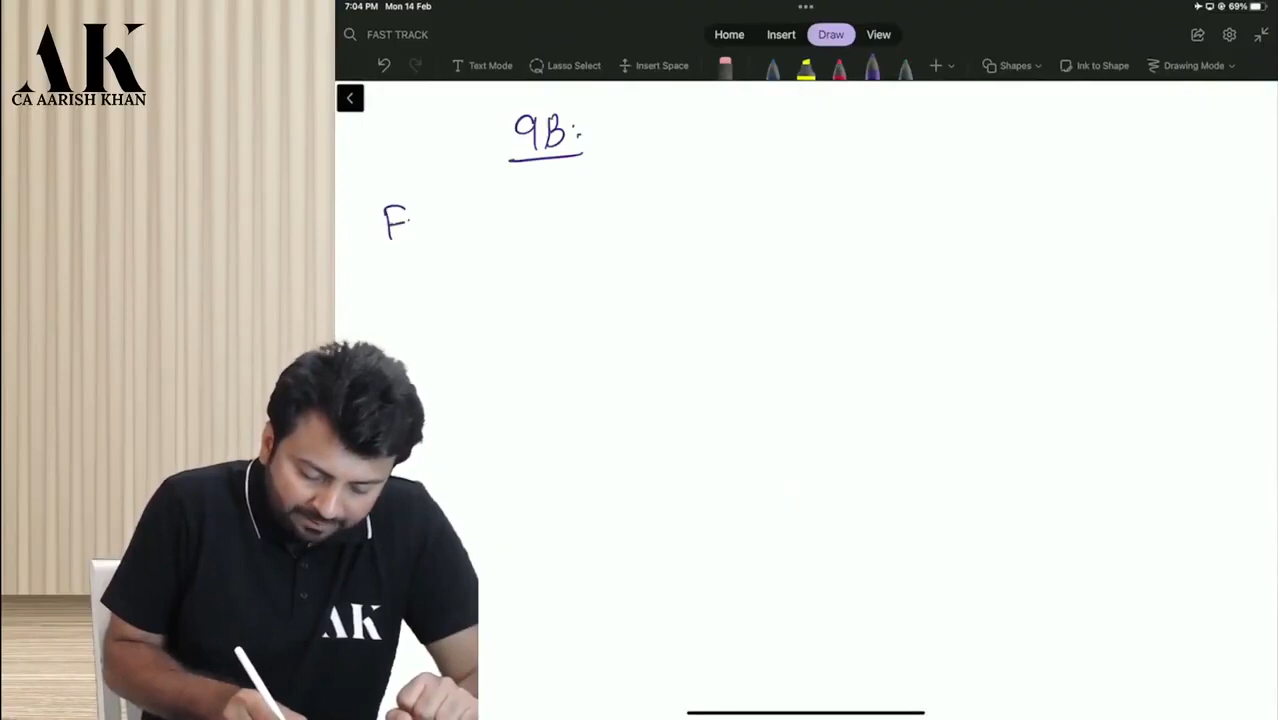 7:04 PM Mon 14 Feb
69%
AK
CA AARISH KHAN
FAST TRACK
Home Insert Draw View
Text Mode Lasso Select Insert Space Shapes Ink to Shape Drawing Mode
9B:
F
AK